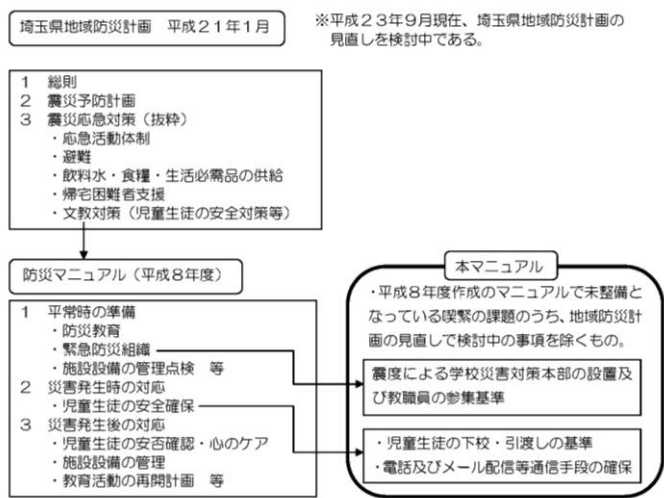 埼玉県地域防災計画　平成２１年１月
※平成２３年９月現在、埼玉県地域防災計画の
見直しを検討中である。
１　総則
２　震災予防計画
３　震災応急対策（抜粋）
・応急活動体制
・避難
・飲料水・食糧・生活必需品の供給
・帰宅困難者支援
・文教対策（児童生徒の安全対策等）
防災マニュアル（平成８年度）
１　平常時の準備
・防災教育
・緊急防災組織
・施設設備の管理点検　等
２　災害発生時の対応
・児童生徒の安全確保
３　災害発生後の対応
・児童生徒の安否確認・心のケア
・施設設備の管理
・教育活動の再開計画　等
本マニュアル
・平成８年度作成のマニュアルで未整備と
なっている喫緊の課題のうち、地域防災計
画の見直しで検討中の事項を除くもの。
震度による学校災害対策本部の設置及
び教職員の参集基準
・児童生徒の下校・引渡しの基準
・電話及びメール配信等通信手段の確保